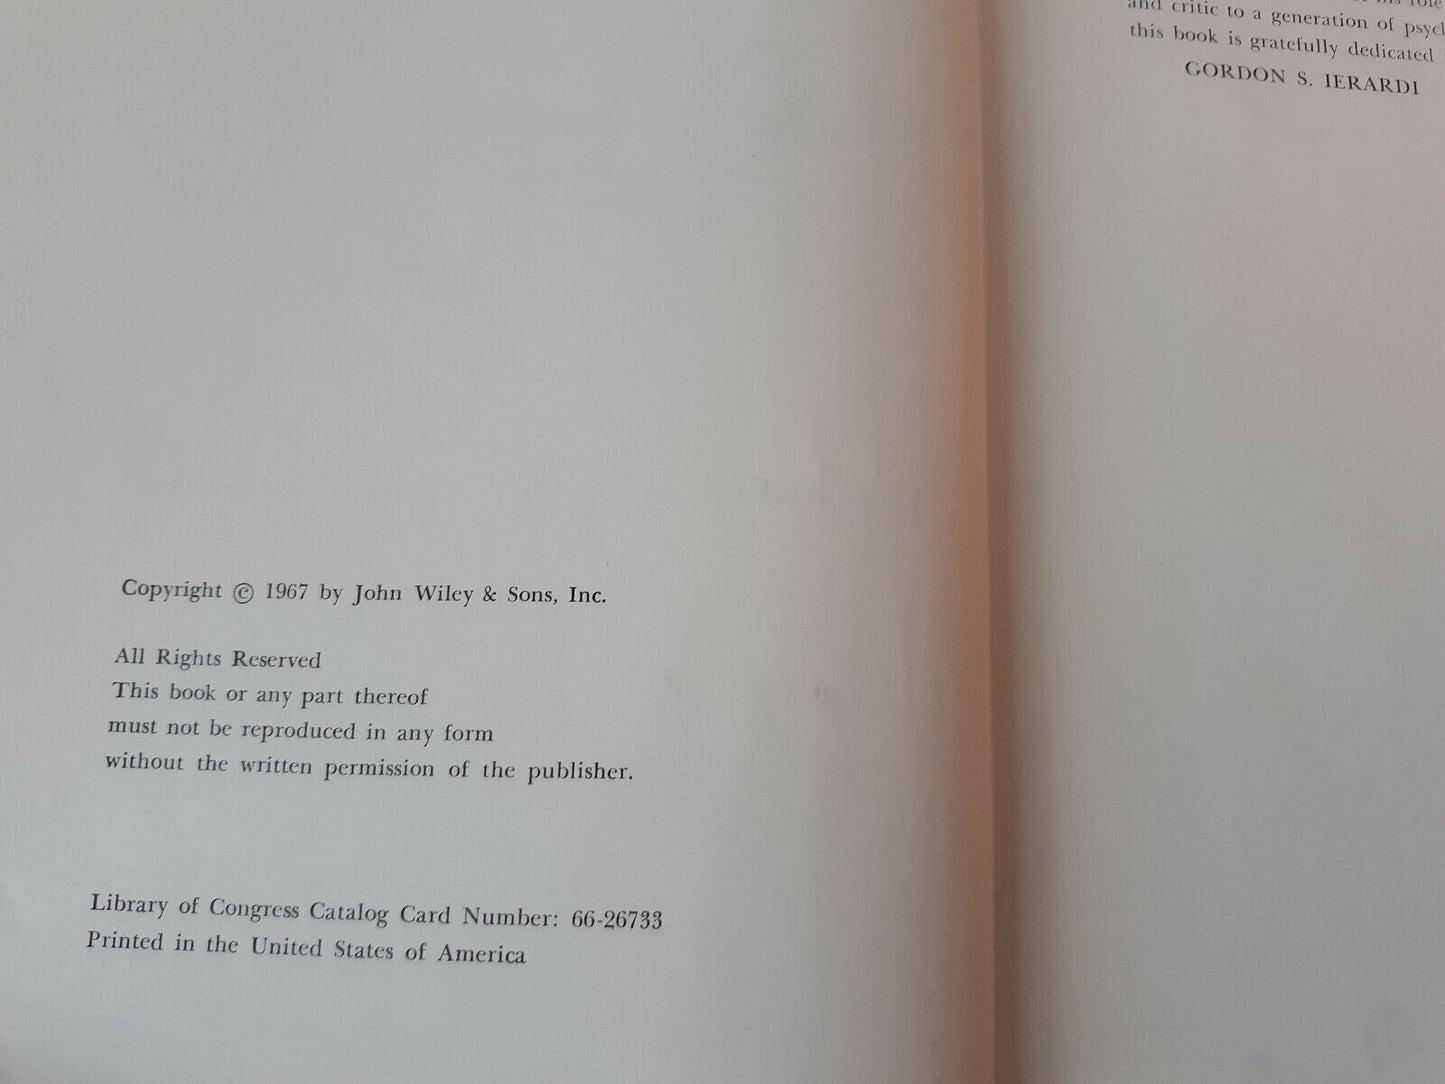 Copyright © 1967 by John Wiley & Sons, Inc.
All Rights Reserved
This book or any part thereof
must not be reproduced in any form
without the written permission of the publisher.
Library of Congress Catalog Card Number: 66-26733
Printed in the United States of America
his role
and critic to a generation of
this book is gratefully dedicated
GORDON S. IERARDI